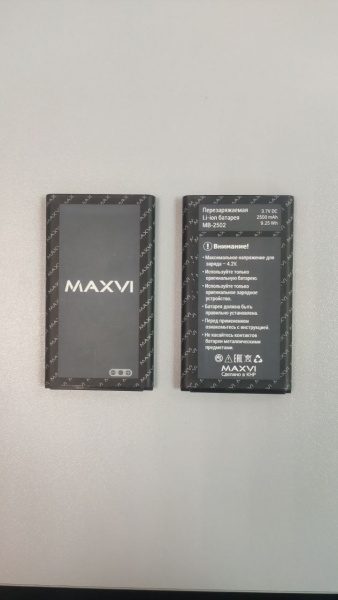 MAXVI
Перезаряжаемая
Li-ion батарея
MB-2502
3.7V DC
2500 mAh
9.25 Wh
Внимание!
- Максимальное напряжение для
заряда – 4.2V.
- Используйте только
оригинальную батарею.
- Используйте только
оригинальное зарядное
устройство.
- Батарея должна быть
правильно установлена.
- Перед применением
ознакомьтесь с инструкцией.
- Не касайтесь контактов
батареи металлическими
предметами.
EAC
MAXVI
Сделано в КНР